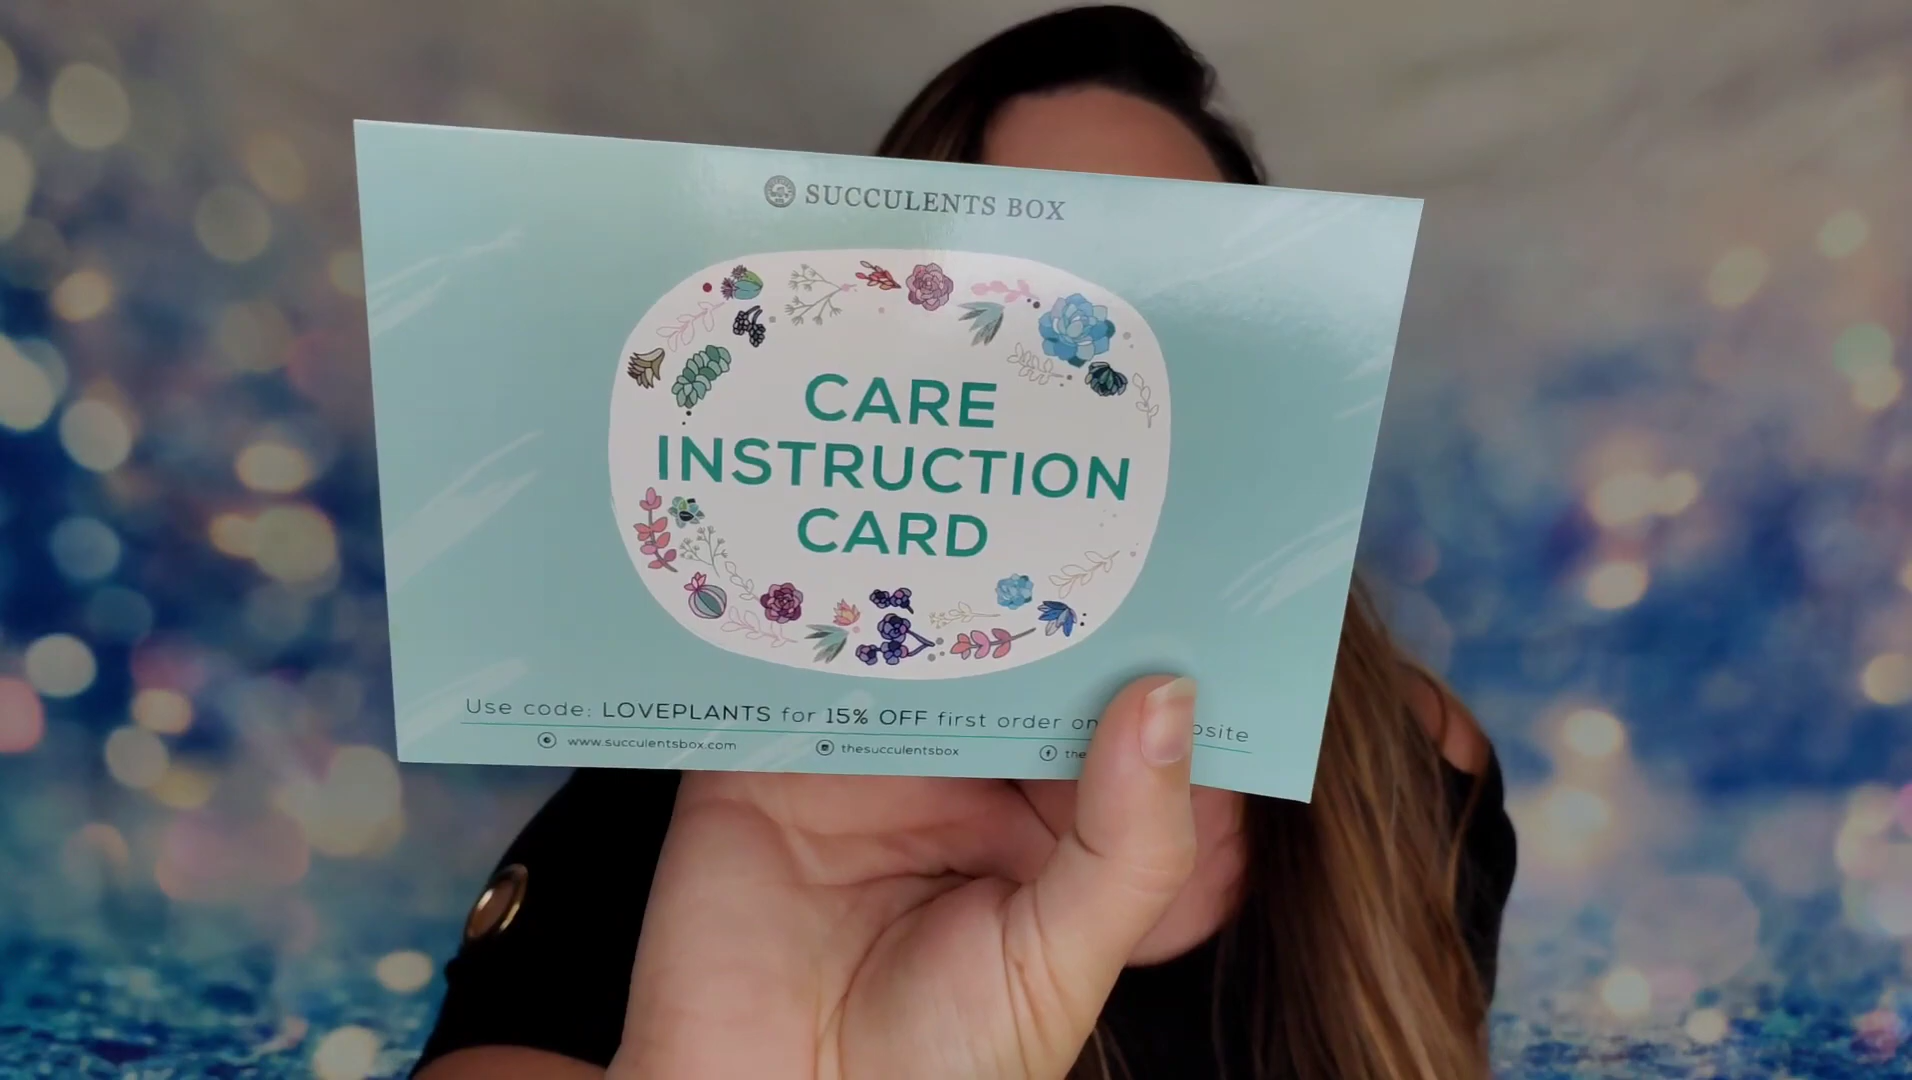 SUCCULENTS BOX
CARE
INSTRUCTION
CARD
Use code: LOVEPLANTS for 15% OFF first order on
www.succulentsbox.com thesucculentsbox